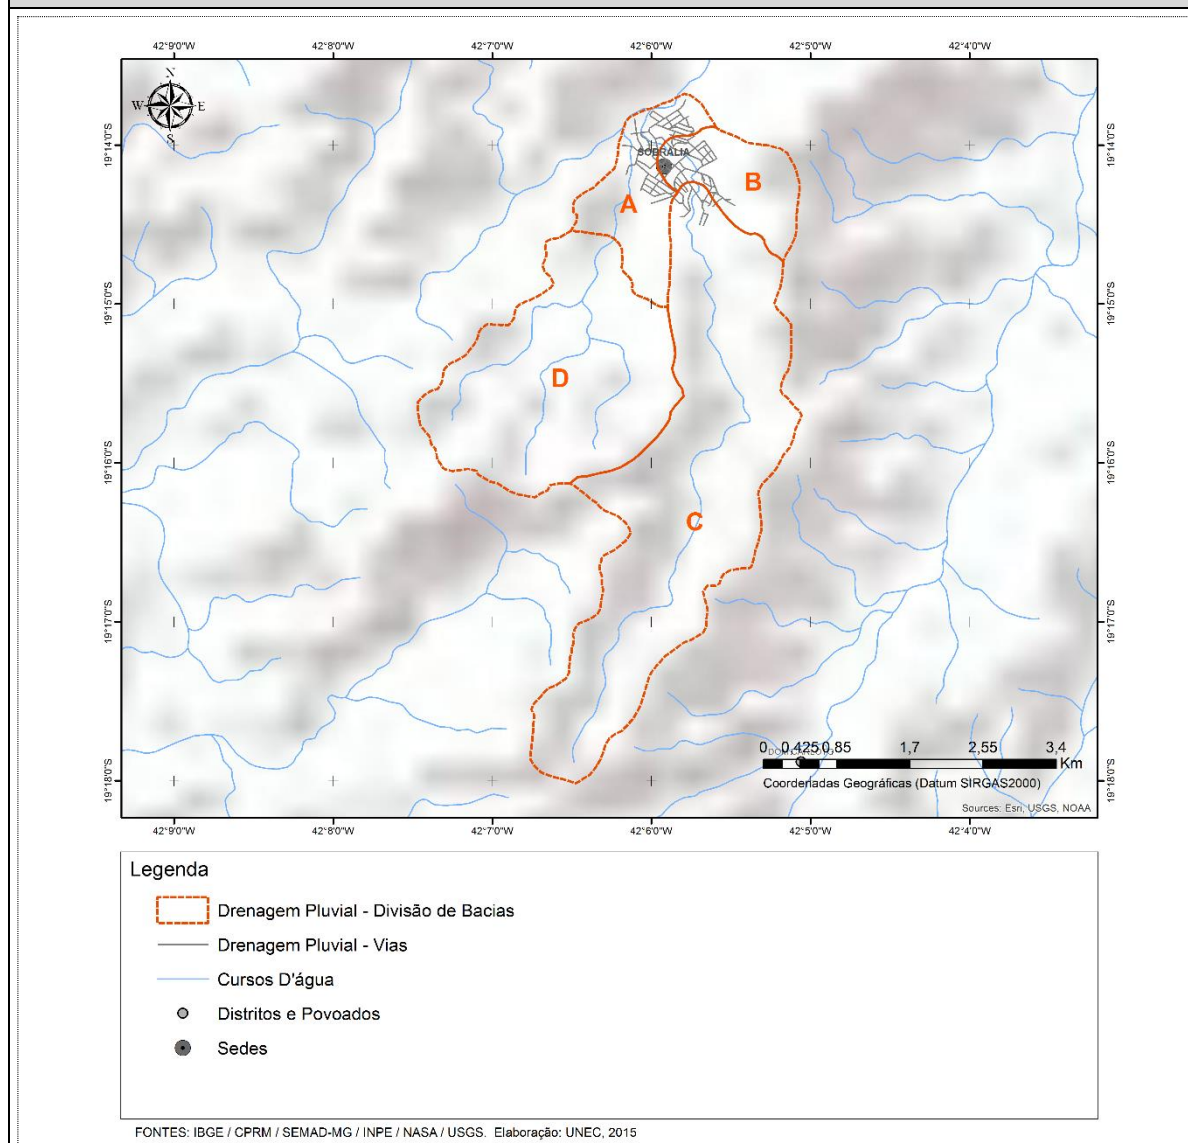 42°9'0"W 42°8'0"W 42°7'0"W 42°6'0"W 42°5'0"W 42°4'0"W
N
W E
S
19°14'0"S 19°14'0"S
SOBRÁLIA
B
A
19°15'0"S 19°15'0"S
D
19°16'0"S 19°16'0"S
C
19°17'0"S 19°17'0"S
0 0,425 0,85 1,7 2,55 3,4
Km
19°18'0"S 19°18'0"S
Coordenadas Geográficas (Datum SIRGAS2000)
Sources: Esri, USGS, NOAA
42°9'0"W 42°8'0"W 42°7'0"W 42°6'0"W 42°5'0"W 42°4'0"W
Legenda
Drenagem Pluvial - Divisão de Bacias
Drenagem Pluvial - Vias
Cursos D'água
Distritos e Povoados
Sedes
FONTES: IBGE / CPRM / SEMAD-MG / INPE / NASA / USGS. Elaboração: UNEC, 2015